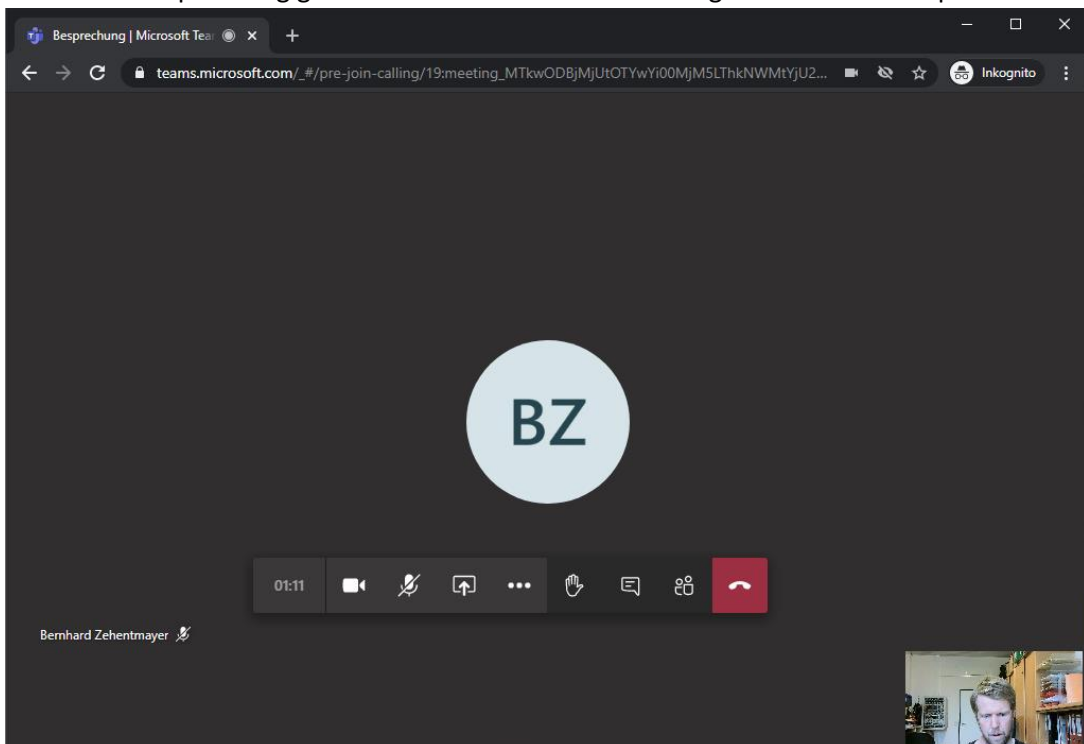 Besprechung | Microsoft Tea
teams.microsoft.com/_#/pre-join-calling/19:meeting_MTkwODBjMjUtOTYwYi00MjM5LThkNWMtYjU2...
Inkognito
BZ
01:11
Bernhard Zehentmayer